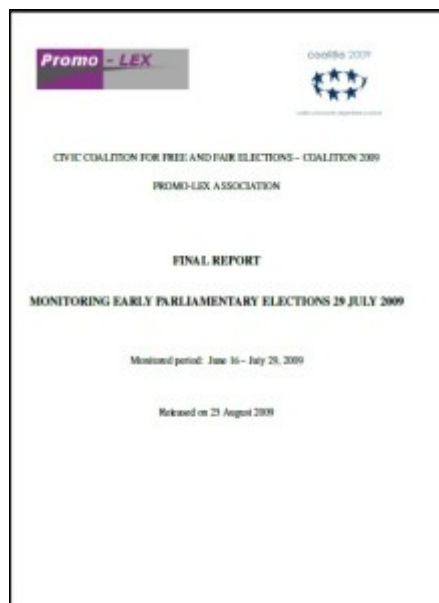 Promo - LEX
coalitia 2009
CIVIC COALITION FOR FREE AND FAIR ELECTIONS – COALITION 2009
PROMO-LEX ASSOCIATION
FINAL REPORT
MONITORING EARLY PARLIAMENTARY ELECTIONS 29 JULY 2009
Monitored period: June 16 – July 29, 2009
Released on 25 August 2009